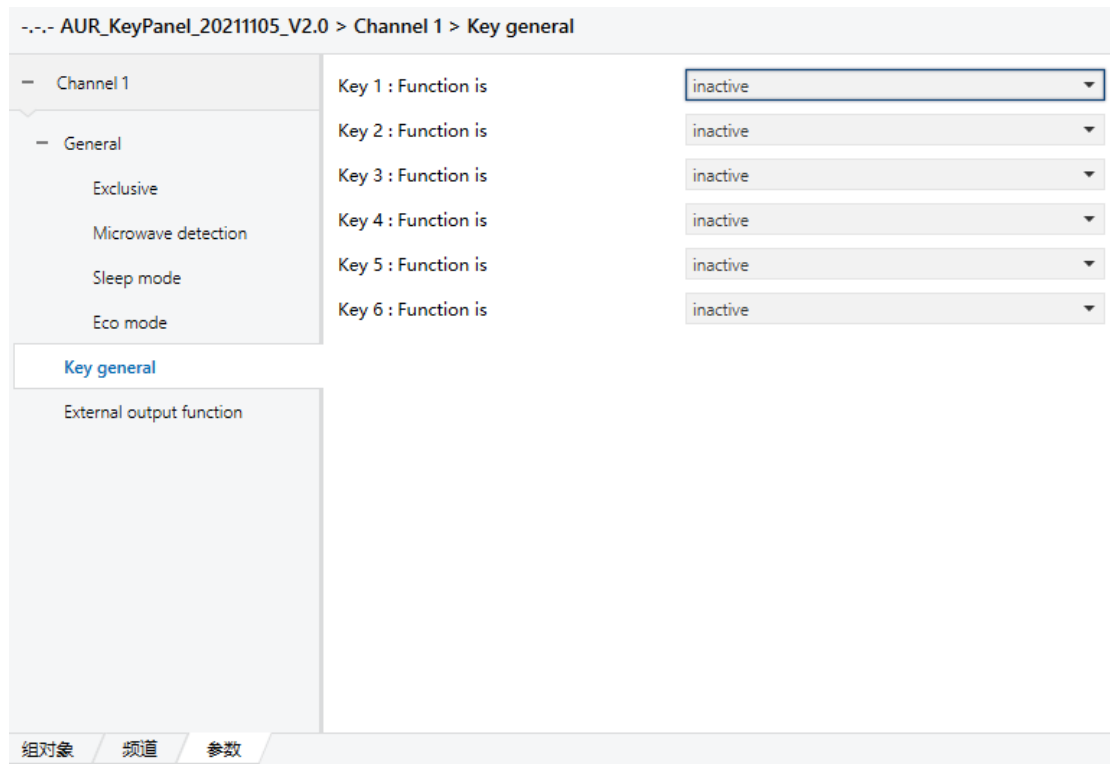 -.-.- AUR_KeyPanel_20211105_V2.0 > Channel 1 > Key general
Channel 1
General
Exclusive
Microwave detection
Sleep mode
Eco mode
Key general
External output function
Key 1 : Function is inactive
Key 2 : Function is inactive
Key 3 : Function is inactive
Key 4 : Function is inactive
Key 5 : Function is inactive
Key 6 : Function is inactive
组对象 频道 参数